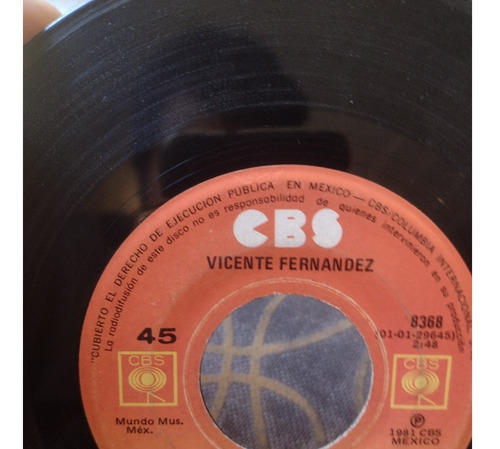 "CUBIERTO EL DERECHO DE EJECUCION PUBLICA EN MEXICO—CBS/COLUMBIA INTERNACIONAL, S.
La radiodifusión de este disco no es responsabilidad de quienes intervinieron en su producción
CBS
VICENTE FERNANDEZ
45
8368
(01-01-29645)
2:48
CBS
Mundo Mus.
Méx.
℗
1981 CBS
MEXICO